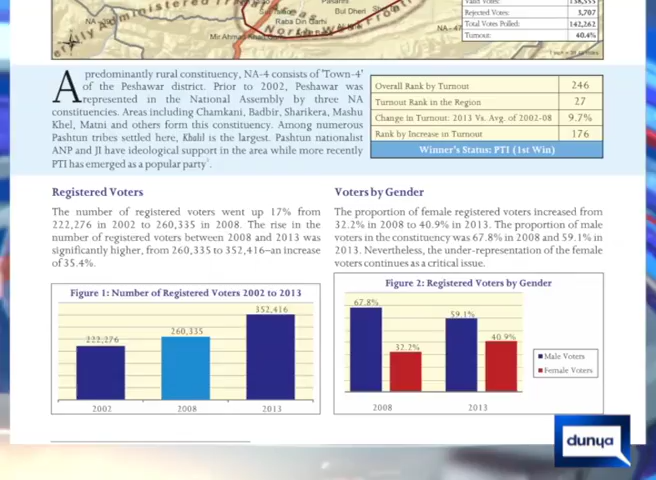 Valid Votes: 138,555
Rejected Votes: 3,707
Total Votes Polled: 142,262
Turnout: 40.4%
Raba Din Garhi
Bul Dheri
NA-47
A predominantly rural constituency, NA-4 consists of 'Town-4'
of the Peshawar district. Prior to 2002, Peshawar was
represented in the National Assembly by three NA
constituencies. Areas including Chamkani, Badbir, Sharikera, Mashu
Khel, Matni and others form this constituency. Among numerous
Pashtun tribes settled here, Khalil is the largest. Pashtun nationalist
ANP and JI have ideological support in the area while more recently
PTI has emerged as a popular party
Overall Rank by Turnout 246
Turnout Rank in the Region 27
Change in Turnout: 2013 Vs. Avg. of 2002-08 9.7%
Rank by Increase in Turnout 176
Winner's Status: PTI (1st Win)
Registered Voters
The number of registered voters went up 17% from
222,276 in 2002 to 260,335 in 2008. The rise in the
number of registered voters between 2008 and 2013 was
significantly higher, from 260,335 to 352,416–an increase
of 35.4%.
Figure 1: Number of Registered Voters 2002 to 2013
222,276
260,335
352,416
2002 2008 2013
Voters by Gender
The proportion of female registered voters increased from
32.2% in 2008 to 40.9% in 2013. The proportion of male
voters in the constituency was 67.8% in 2008 and 59.1% in
2013. Nevertheless, the under-representation of the female
voters continues as a critical issue.
Figure 2: Registered Voters by Gender
67.8%
32.2%
59.1%
40.9%
Male Voters
Female Voters
2008 2013
dunya